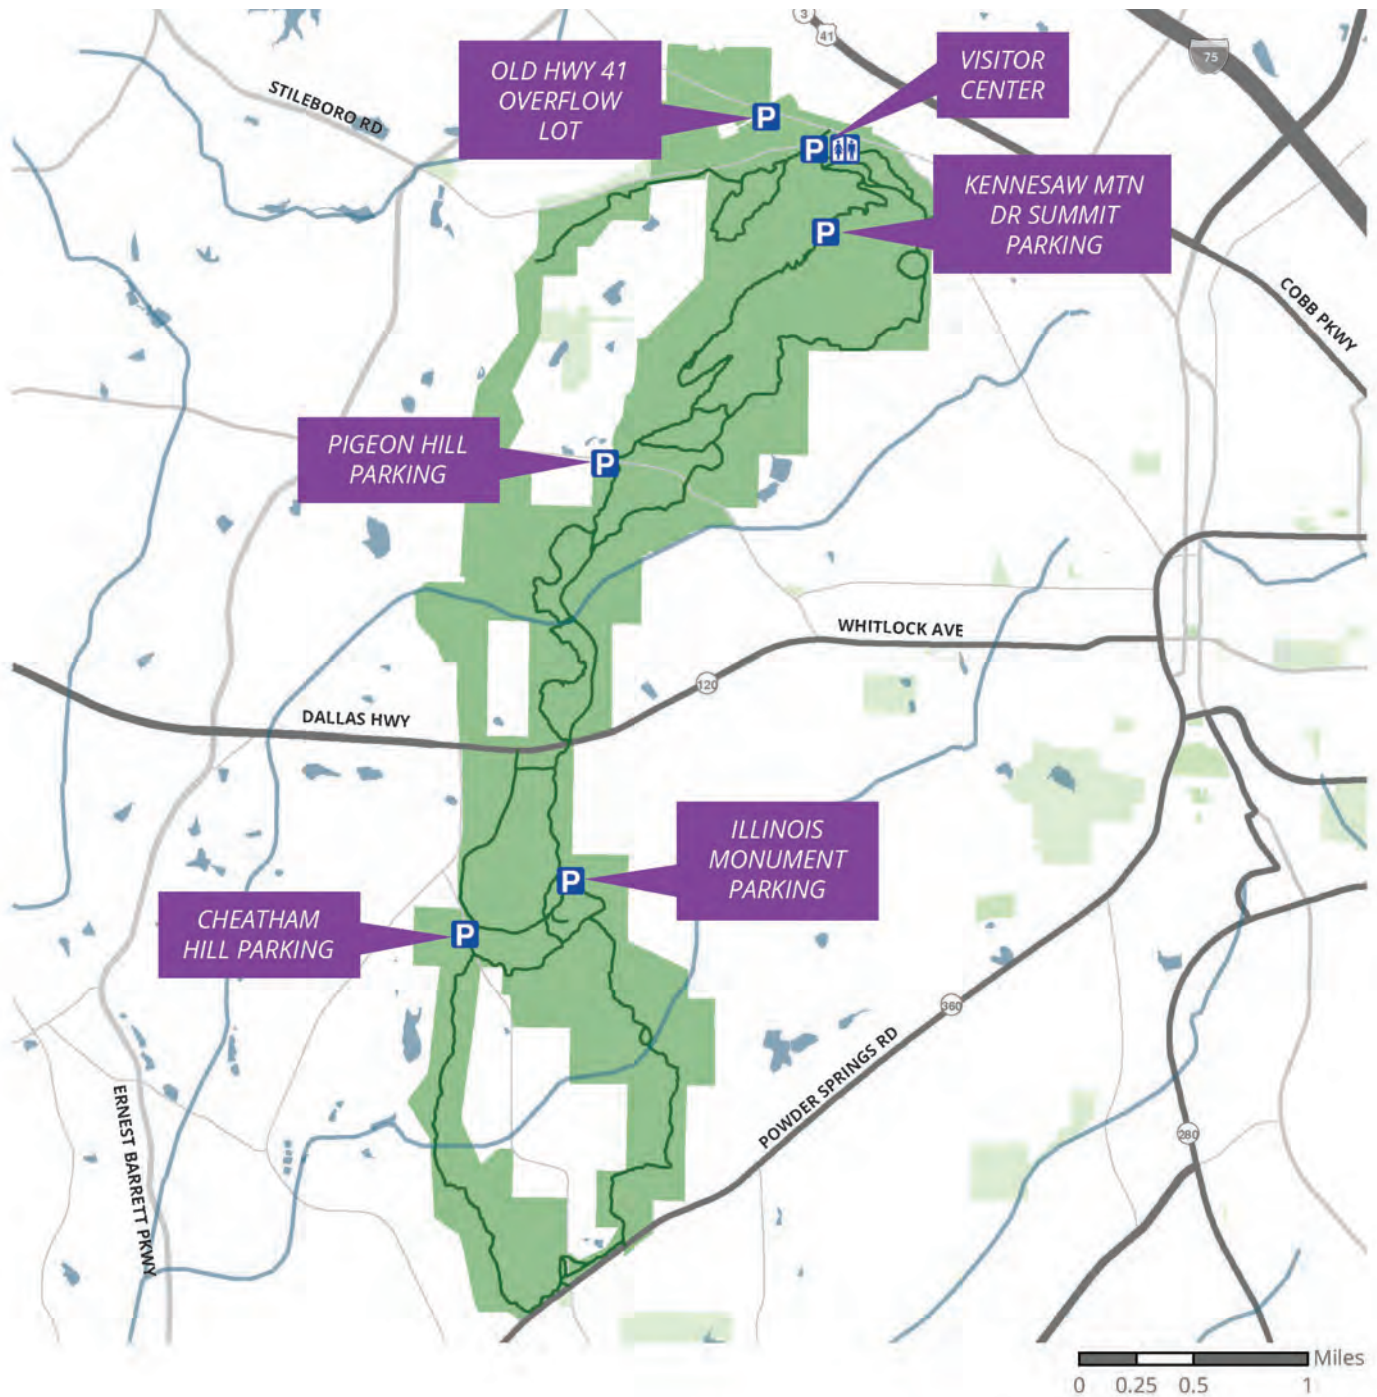 3
41
75
OLD HWY 41
OVERFLOW
LOT
VISITOR
CENTER
STILEBORO RD
P
P
KENNESAW MTN
DR SUMMIT
PARKING
P
COBB PKWY
PIGEON HILL
PARKING
P
WHITLOCK AVE
120
DALLAS HWY
ILLINOIS
MONUMENT
PARKING
P
CHEATHAM
HILL PARKING
P
360
POWDER SPRINGS RD
ERNEST BARRETT PKWY
280
Miles
0 0.25 0.5 1